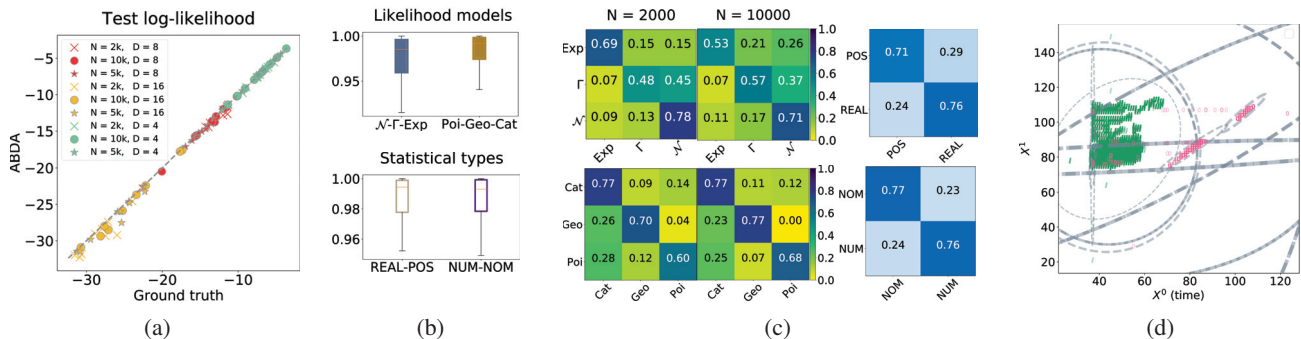 Test log-likelihood
ABDA
−5
−10
−15
−20
−25
−30
N = 2k, D = 8
N = 10k, D = 8
N = 5k, D = 8
N = 2k, D = 16
N = 10k, D = 16
N = 5k, D = 16
N = 2k, D = 4
N = 10k, D = 4
N = 5k, D = 4
−30 −20 −10
Ground truth
(a)
Likelihood models
1.00
0.95
𝒩-Γ-Exp Poi-Geo-Cat
Statistical types
1.00
0.98
0.96
REAL-POS NUM-NOM
(b)
N = 2000 N = 10000
Exp 0.69 0.15 0.15 0.53 0.21 0.26
Γ 0.07 0.48 0.45 0.07 0.57 0.37
𝒩 0.09 0.13 0.78 0.11 0.17 0.71
Exp Γ 𝒩 Exp Γ 𝒩
1.0
0.8
0.6
0.4
0.2
0.0
Cat 0.77 0.09 0.14 0.77 0.11 0.12
Geo 0.26 0.70 0.04 0.23 0.77 0.00
Poi 0.28 0.12 0.60 0.25 0.07 0.68
Cat Geo Poi Cat Geo Poi
1.0
0.8
0.6
0.4
0.2
0.0
POS 0.71 0.29
REAL 0.24 0.76
POS REAL
NOM 0.77 0.23
NUM 0.24 0.76
NOM NUM
(c)
X¹
140
120
100
80
60
40
20
40 60 80 100 120
X⁰ (time)
(d)